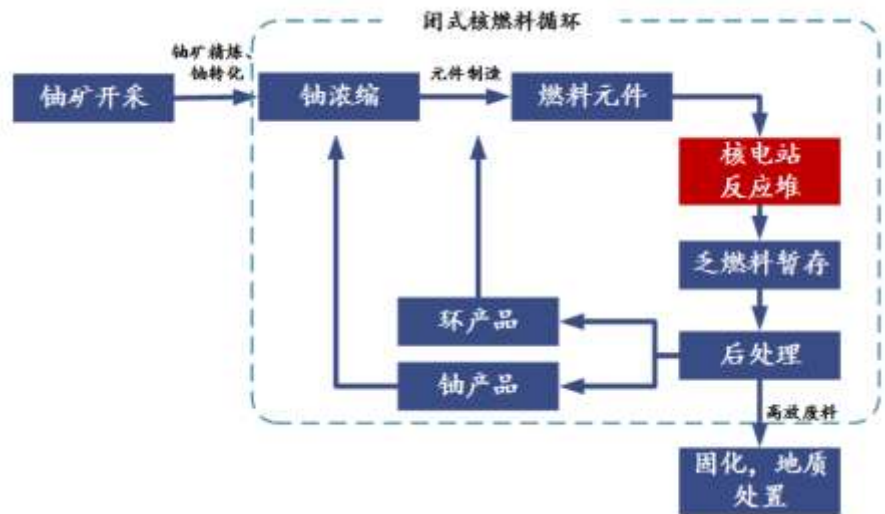 闭式核燃料循环
铀矿精炼、
铀转化
元件制造
铀矿开采
铀浓缩
燃料元件
核电站
反应堆
乏燃料暂存
环产品
后处理
铀产品
高放废料
固化，地质
处置